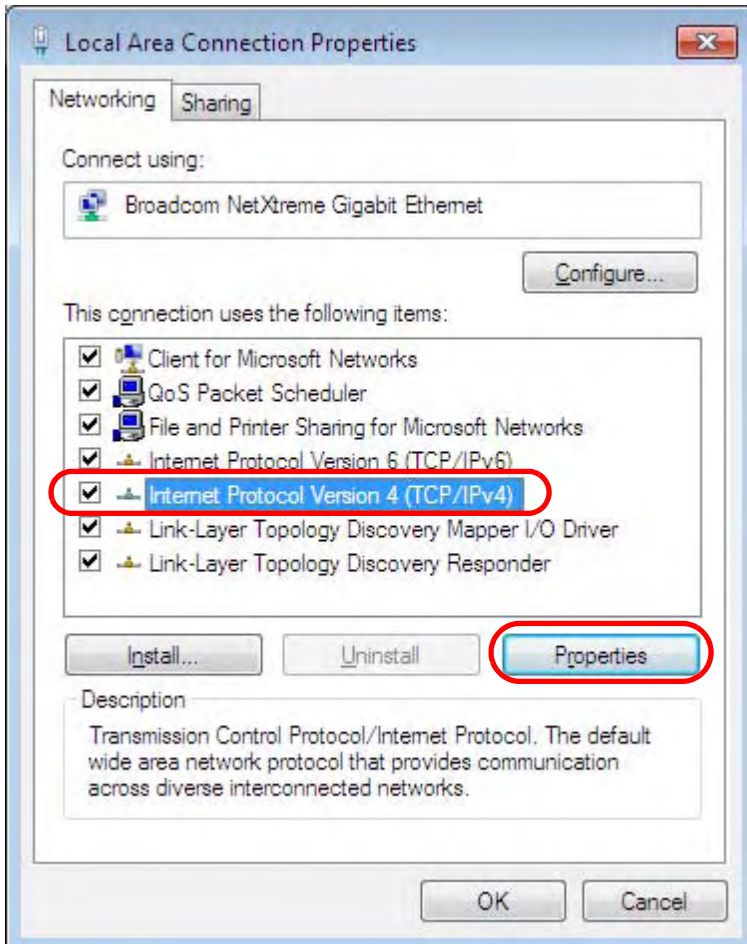 Local Area Connection Properties
Networking Sharing
Connect using:
Broadcom NetXtreme Gigabit Ethernet
Configure...
This connection uses the following items:
Client for Microsoft Networks
QoS Packet Scheduler
File and Printer Sharing for Microsoft Networks
Internet Protocol Version 6 (TCP/IPv6)
Internet Protocol Version 4 (TCP/IPv4)
Link-Layer Topology Discovery Mapper I/O Driver
Link-Layer Topology Discovery Responder
Install... Uninstall Properties
Description
Transmission Control Protocol/Internet Protocol. The default
wide area network protocol that provides communication
across diverse interconnected networks.
OK Cancel